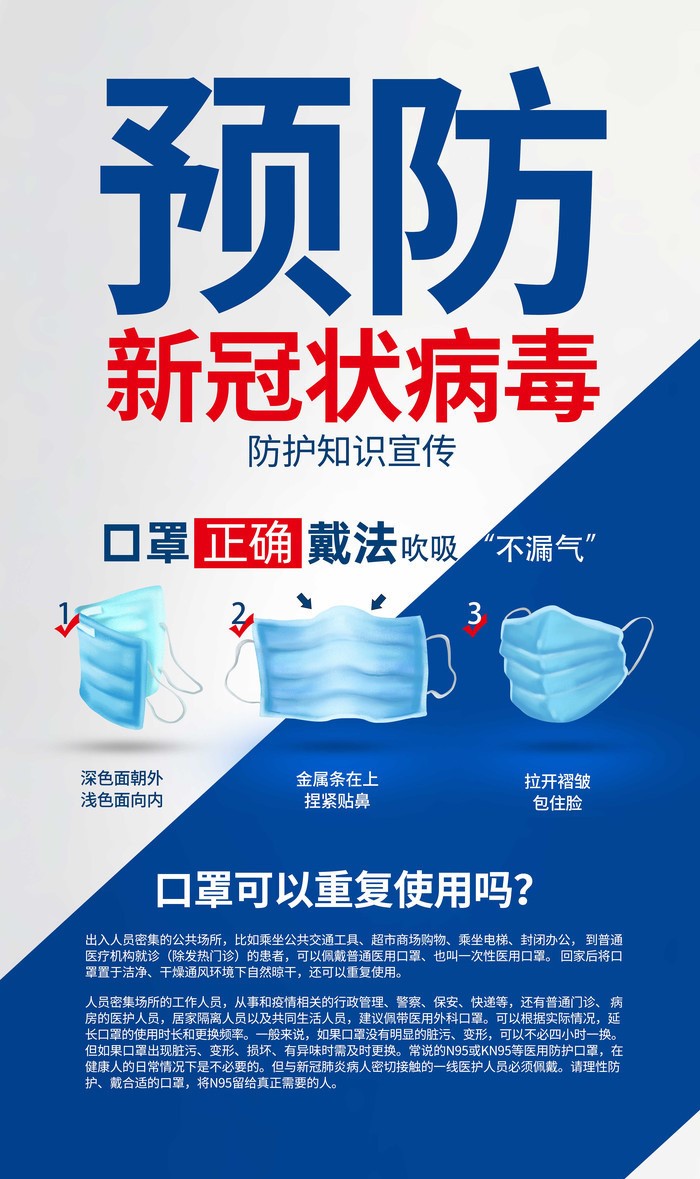 预防
新冠状病毒
防护知识宣传
口罩 正确 戴法 吹吸 “不漏气”
1
2
3
深色面朝外
浅色面向内
金属条在上
捏紧贴鼻
拉开褶皱
包住脸
口罩可以重复使用吗？
出入人员密集的公共场所，比如乘坐公共交通工具、超市商场购物、乘坐电梯、封闭办公， 到普通
医疗机构就诊（除发热门诊）的患者，可以佩戴普通医用口罩、也叫一次性医用口罩。 回家后将口
罩置于洁净、干燥通风环境下自然晾干，还可以重复使用。
人员密集场所的工作人员，从事和疫情相关的行政管理、警察、保安、快递等，还有普通门诊、 病
房的医护人员，居家隔离人员以及共同生活人员，建议佩带医用外科口罩。可以根据实际情况，延
长口罩的使用时长和更换频率。一般来说，如果口罩没有明显的脏污、变形，可以不必四小时一换。
但如果口罩出现脏污、变形、损坏、有异味时需及时更换。常说的N95或KN95等医用防护口罩，在
健康人的日常情况下是不必要的。但与新冠肺炎病人密切接触的一线医护人员必须佩戴。请理性防
护、戴合适的口罩，将N95留给真正需要的人。